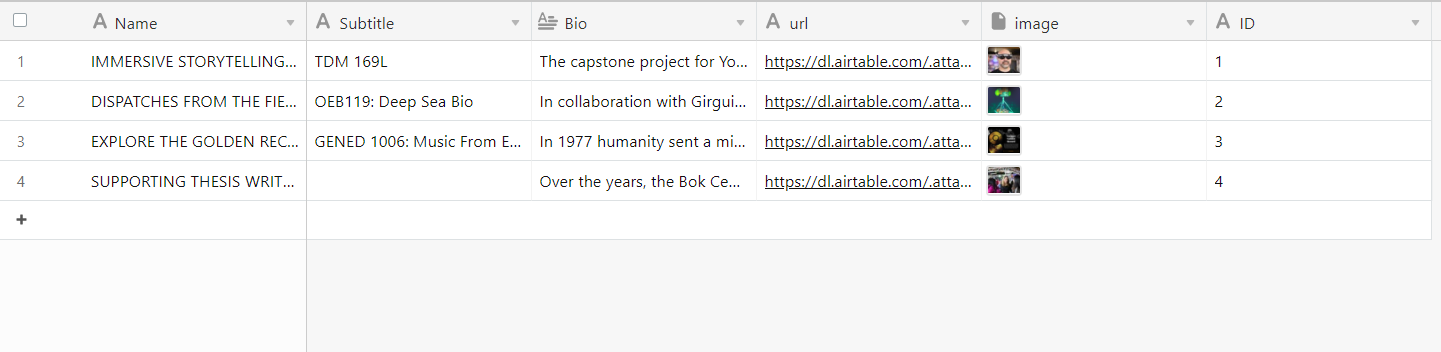 Name Subtitle Bio url image ID
1 IMMERSIVE STORYTELLING... TDM 169L The capstone project for Yo... https://dl.airtable.com/.atta... 1
2 DISPATCHES FROM THE FIE... OEB119: Deep Sea Bio In collaboration with Girgui... https://dl.airtable.com/.atta... 2
3 EXPLORE THE GOLDEN REC... GENED 1006: Music From E... In 1977 humanity sent a mi... https://dl.airtable.com/.atta... 3
4 SUPPORTING THESIS WRIT... Over the years, the Bok Ce... https://dl.airtable.com/.atta... 4